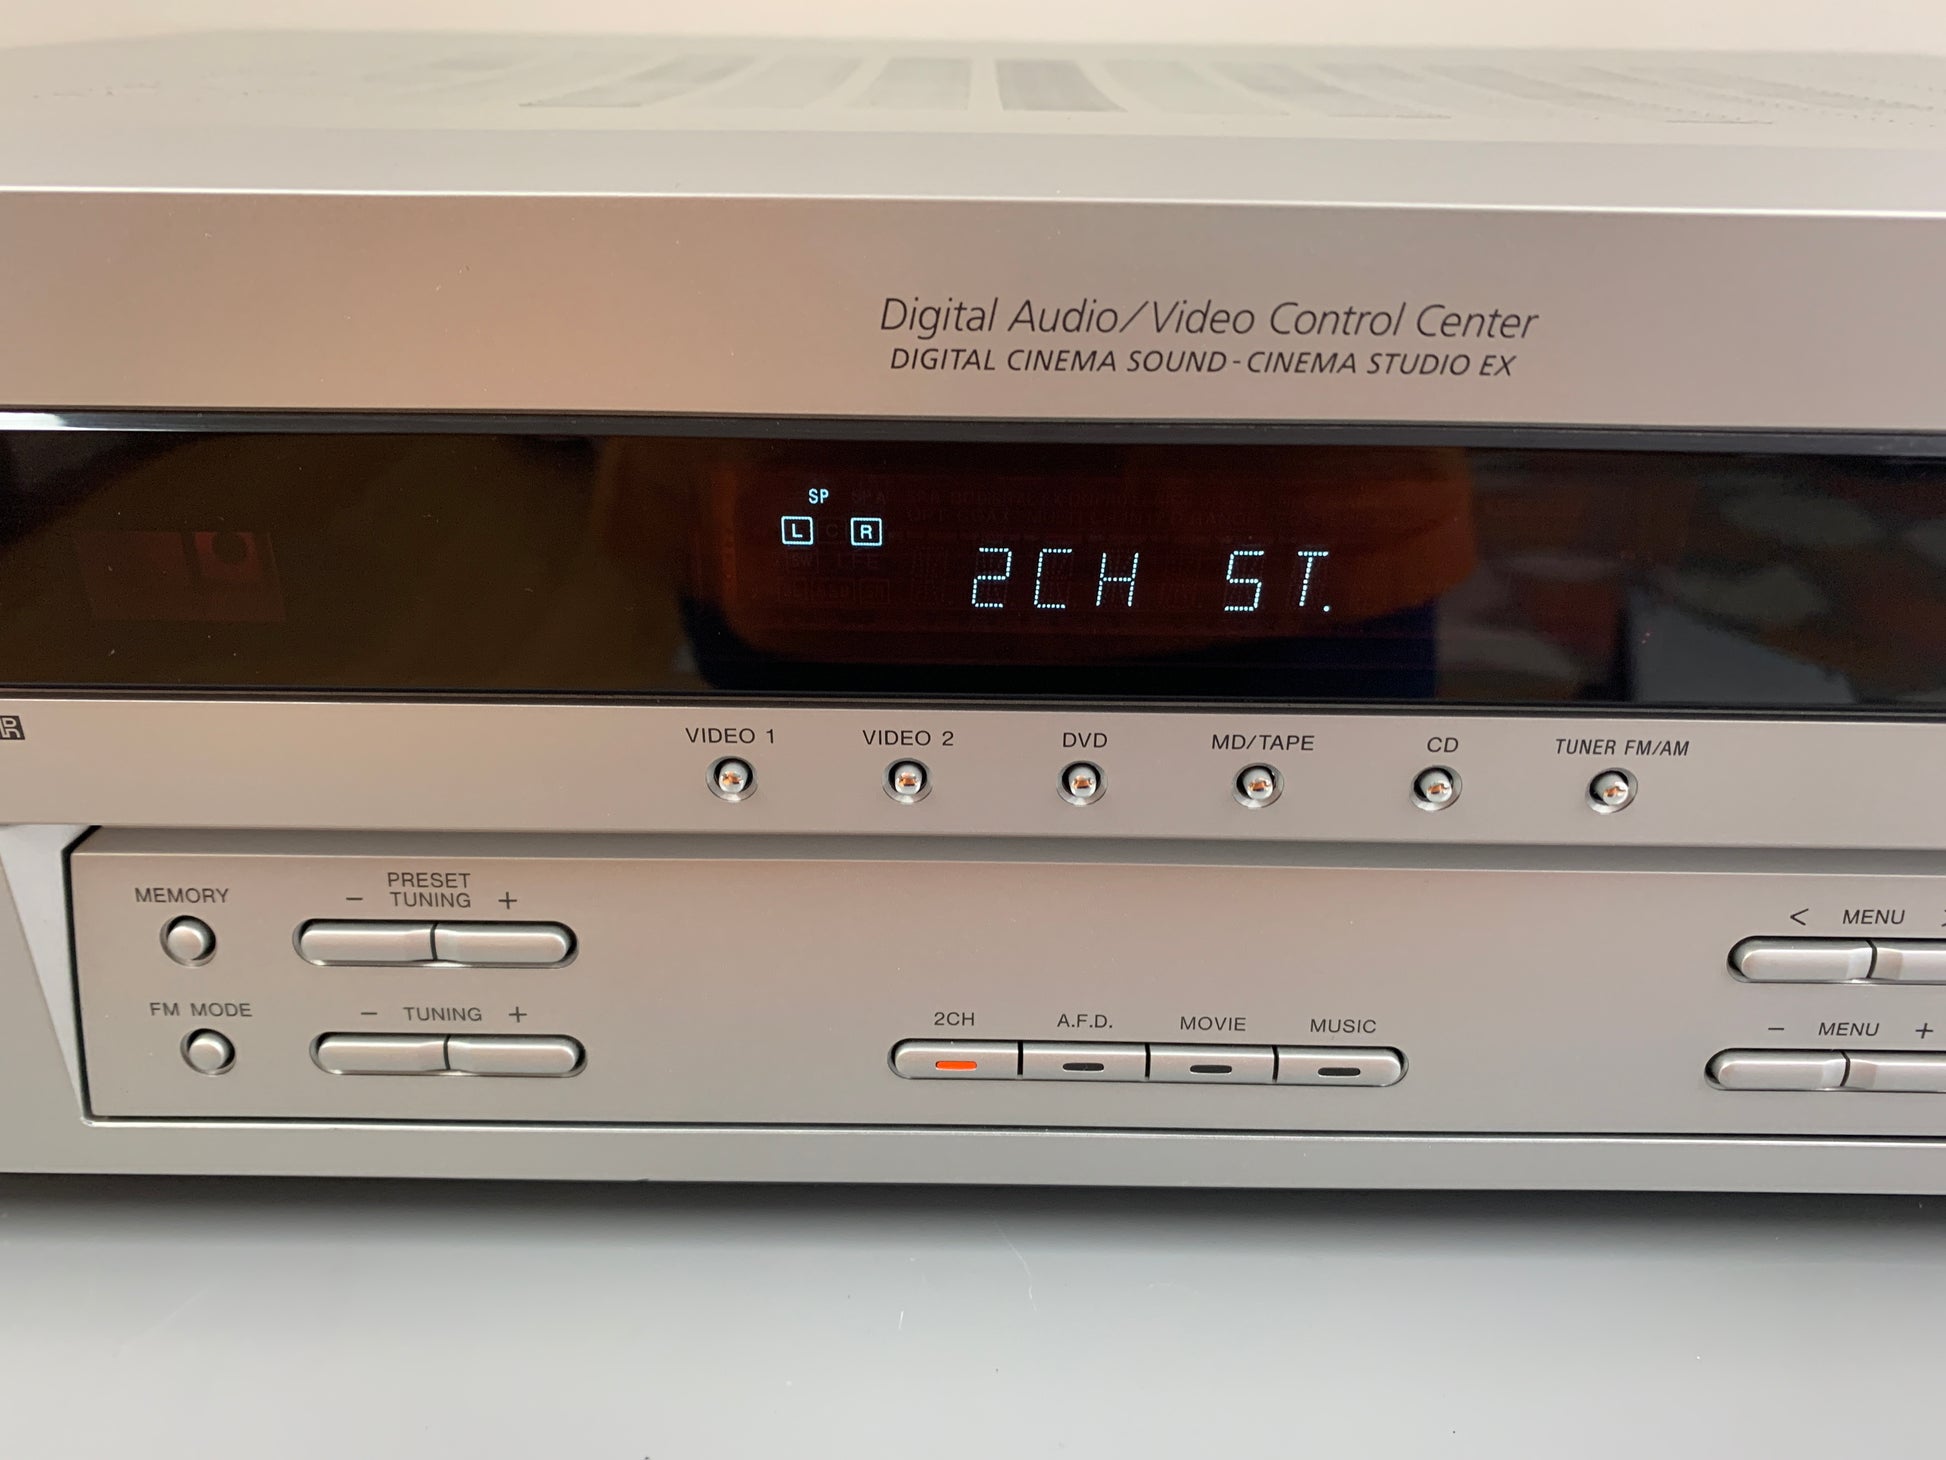 Digital Audio/Video Control Center
DIGITAL CINEMA SOUND-CINEMA STUDIO EX
SP
L R
2CH ST.
VIDEO 1 VIDEO 2 DVD MD/TAPE CD TUNER FM/AM
MEMORY
PRESET
- TUNING +
< MENU
FM MODE
- TUNING +
2CH A.F.D. MOVIE MUSIC
- MENU +